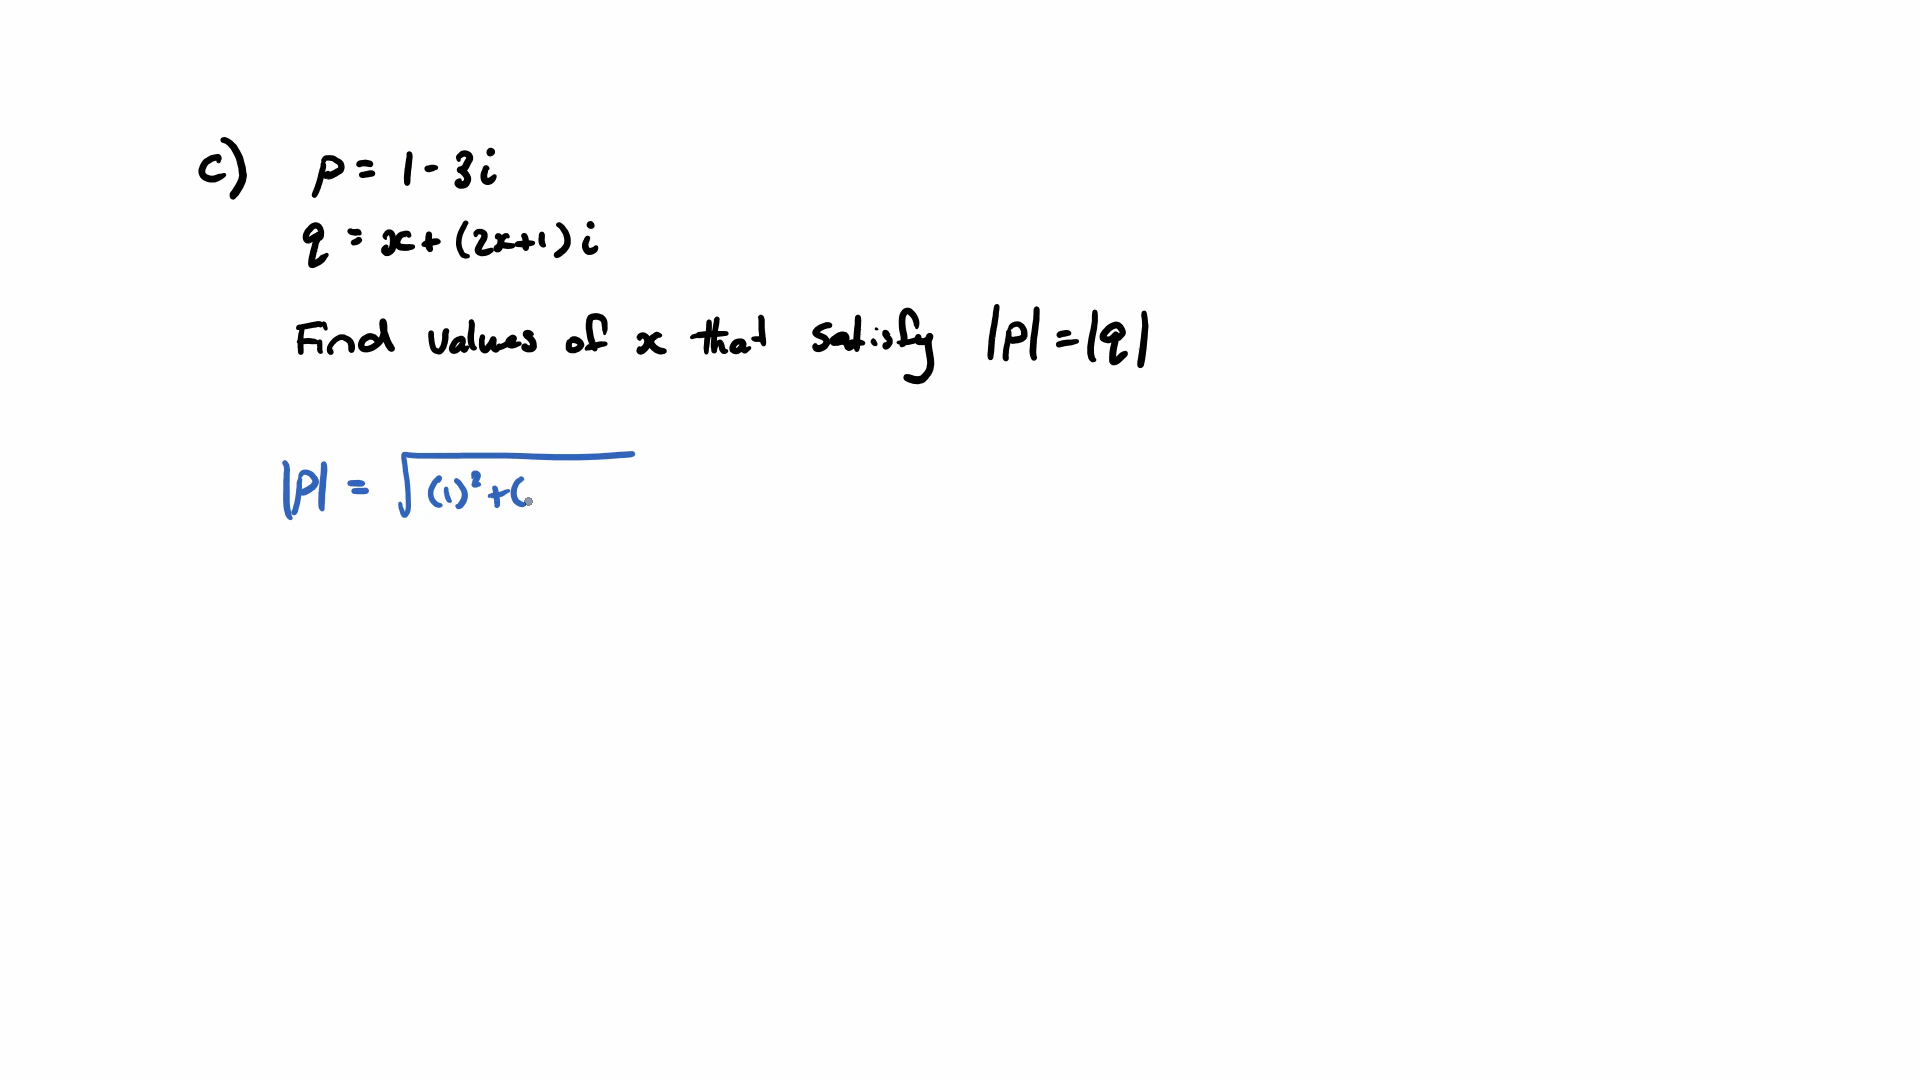 c) p = 1 - 3i
q = x + (2x+1)i
Find values of x that satisfy |p| = |q|
|p| = √(1)² + (